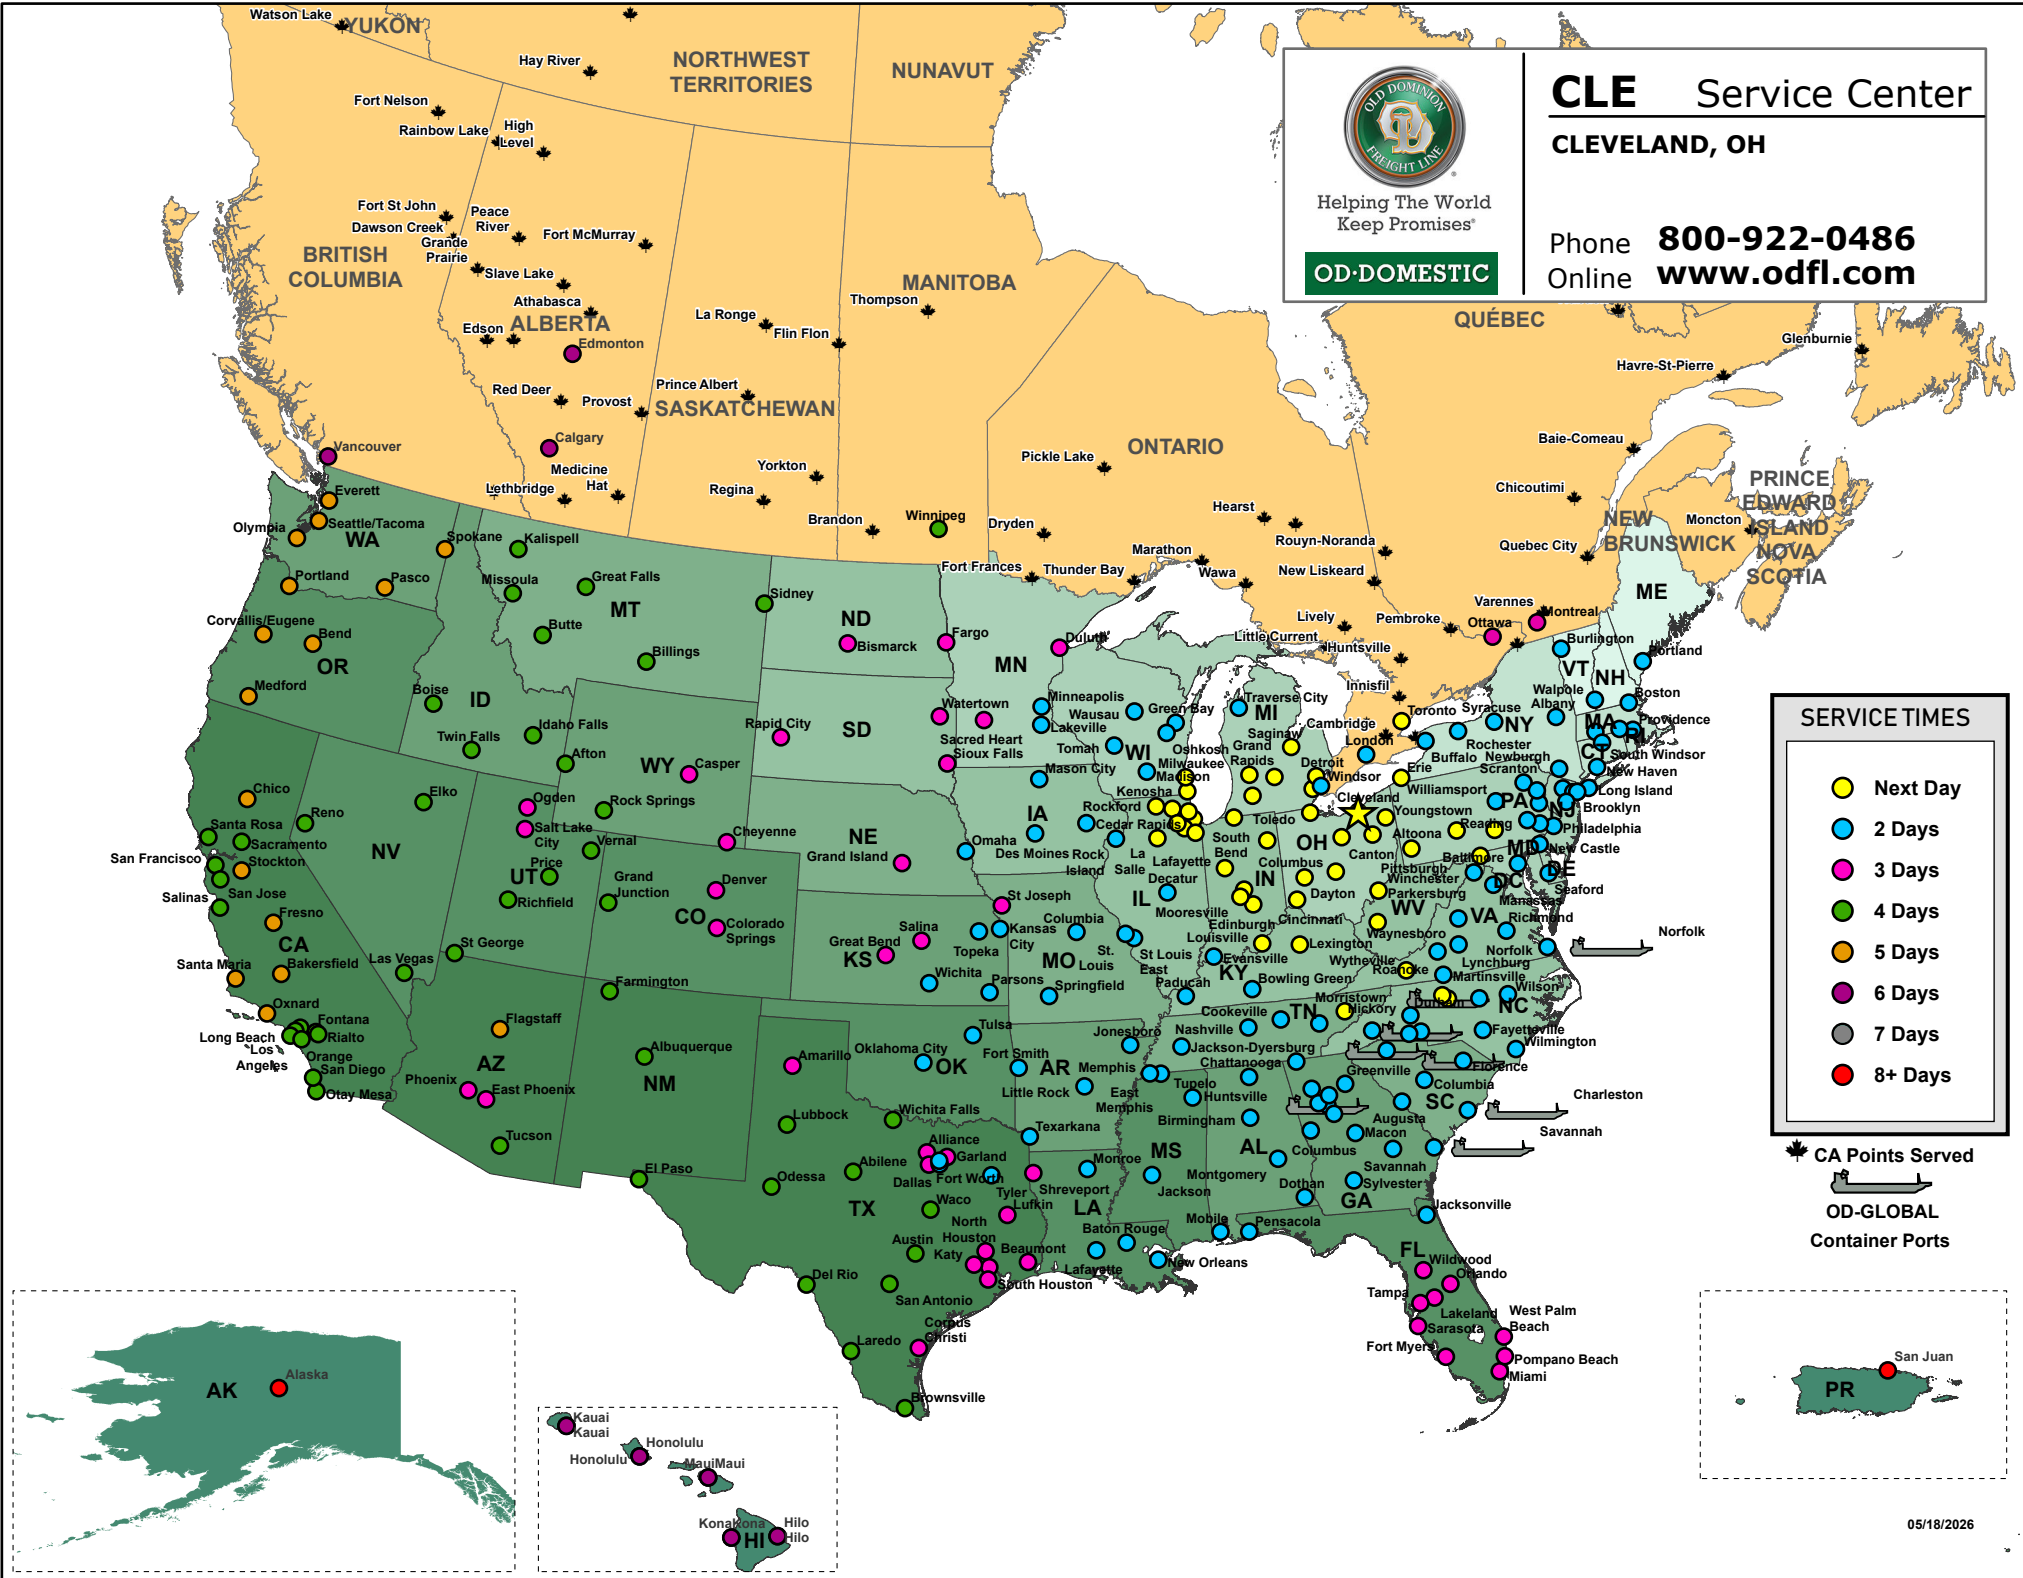 Watson Lake
YUKON
Hay River
NORTHWEST
TERRITORIES
NUNAVUT
Fort Nelson
Rainbow Lake
High
Level
Fort St John
Dawson Creek
Grande
Prairie
Peace
River
Fort McMurray
BRITISH
COLUMBIA
Slave Lake
Athabasca
ALBERTA
Edson
Edmonton
La Ronge
Flin Flon
Thompson
MANITOBA
Red Deer
Provost
Prince Albert
SASKATCHEWAN
Vancouver
Calgary
Medicine
Hat
Lethbridge
Yorkton
Regina
Brandon
Winnipeg
Pickle Lake
ONTARIO
Dryden
Hearst
Marathon
Fort Frances
Thunder Bay
Wawa
Rouyn-Noranda
New Liskeard
Lively
Little Current
Huntsville
Pembroke
Innisfil
Ottawa
Varennes
Montreal
QUÉBEC
Glenburnie
Havre-St-Pierre
Baie-Comeau
Chicoutimi
Quebec City
NEW
BRUNSWICK
Moncton
PRINCE
EDWARD
ISLAND
NOVA
SCOTIA
Toronto
Cambridge
London
Windsor
OLD DOMINION
FREIGHT LINE
Helping The World
Keep Promises®
OD·DOMESTIC
CLE Service Center
CLEVELAND, OH
Phone 800-922-0486
Online www.odfl.com
Everett
Seattle/Tacoma
Olympia
WA
Spokane
Portland
Pasco
Corvallis/Eugene
Bend
OR
Medford
Kalispell
Missoula
Great Falls
MT
Butte
Billings
Sidney
Boise
ID
Idaho Falls
Twin Falls
Afton
WY
Casper
Rock Springs
Cheyenne
ND
Bismarck
Fargo
SD
Rapid City
Watertown
Sacred Heart
Sioux Falls
MN
Duluth
Minneapolis
Lakeville
Chico
Reno
Elko
Santa Rosa
Sacramento
San Francisco
Stockton
NV
San Jose
Salinas
Fresno
CA
Santa Maria
Bakersfield
Las Vegas
Oxnard
Long Beach
Los
Angeles
Fontana
Rialto
Orange
San Diego
Otay Mesa
Ogden
Salt Lake
City
Vernal
Price
UT
Richfield
St George
Grand
Junction
Denver
CO
Colorado
Springs
Farmington
Flagstaff
AZ
Phoenix
East Phoenix
Tucson
Albuquerque
NM
NE
Grand Island
Omaha
Salina
Great Bend
KS
Topeka
Wichita
Parsons
St Joseph
Kansas
City
Columbia
MO
St.
Louis
Springfield
IA
Mason City
Des Moines
Cedar Rapids
Rock
Island
Wausau
Green Bay
Tomah
WI
Oshkosh
Milwaukee
Madison
Kenosha
Rockford
La
Salle
IL
Decatur
St Louis
East
Traverse City
MI
Saginaw
Grand
Rapids
Detroit
South
Bend
Lafayette
IN
Mooresville
Edinburgh
Evansville
Toledo
OH
Cleveland
Columbus
Dayton
Cincinnati
Canton
Youngstown
Louisville
Lexington
KY
Bowling Green
Paducah
Erie
Buffalo
Rochester
Syracuse
NY
Albany
Newburgh
Burlington
VT
NH
ME
Portland
Walpole
Boston
MA
Providence
RI
CT
South Windsor
New Haven
Long Island
Brooklyn
NJ
Scranton
Williamsport
PA
Altoona
Reading
Philadelphia
Pittsburgh
New Castle
Baltimore
MD
DE
DC
Seaford
Winchester
Parkersburg
WV
Manassas
VA
Richmond
Waynesboro
Norfolk
Lynchburg
Wytheville
Roanoke
Martinsville
Durham
Wilson
NC
Hickory
Morristown
Fayetteville
Wilmington
Cookeville
TN
Nashville
Jackson-Dyersburg
Chattanooga
Memphis
East
Memphis
Jonesboro
AR
Fort Smith
Little Rock
Tulsa
OK
Oklahoma City
Greenville
Florence
Columbia
SC
Augusta
Norfolk
Charleston
Savannah
Tupelo
Huntsville
Birmingham
AL
Montgomery
Dothan
Mobile
Pensacola
MS
Jackson
Macon
Columbus
Savannah
Sylvester
GA
Amarillo
Lubbock
Wichita Falls
Odessa
Abilene
El Paso
TX
Alliance
Garland
Dallas
Fort Worth
Waco
Tyler
Lufkin
North
Houston
Katy
Beaumont
South Houston
Austin
San Antonio
Del Rio
Laredo
Corpus
Christi
Brownsville
Texarkana
Shreveport
Monroe
LA
Baton Rouge
Lafayette
New Orleans
Jacksonville
FL
Wildwood
Orlando
Tampa
Lakeland
Sarasota
Fort Myers
West Palm
Beach
Pompano Beach
Miami
SERVICE TIMES
Next Day
2 Days
3 Days
4 Days
5 Days
6 Days
7 Days
8+ Days
CA Points Served
OD-GLOBAL
Container Ports
AK
Alaska
Kauai
Kauai
Honolulu
Honolulu
MauiMaui
KonaKona
HI
Hilo
Hilo
San Juan
PR
05/18/2026